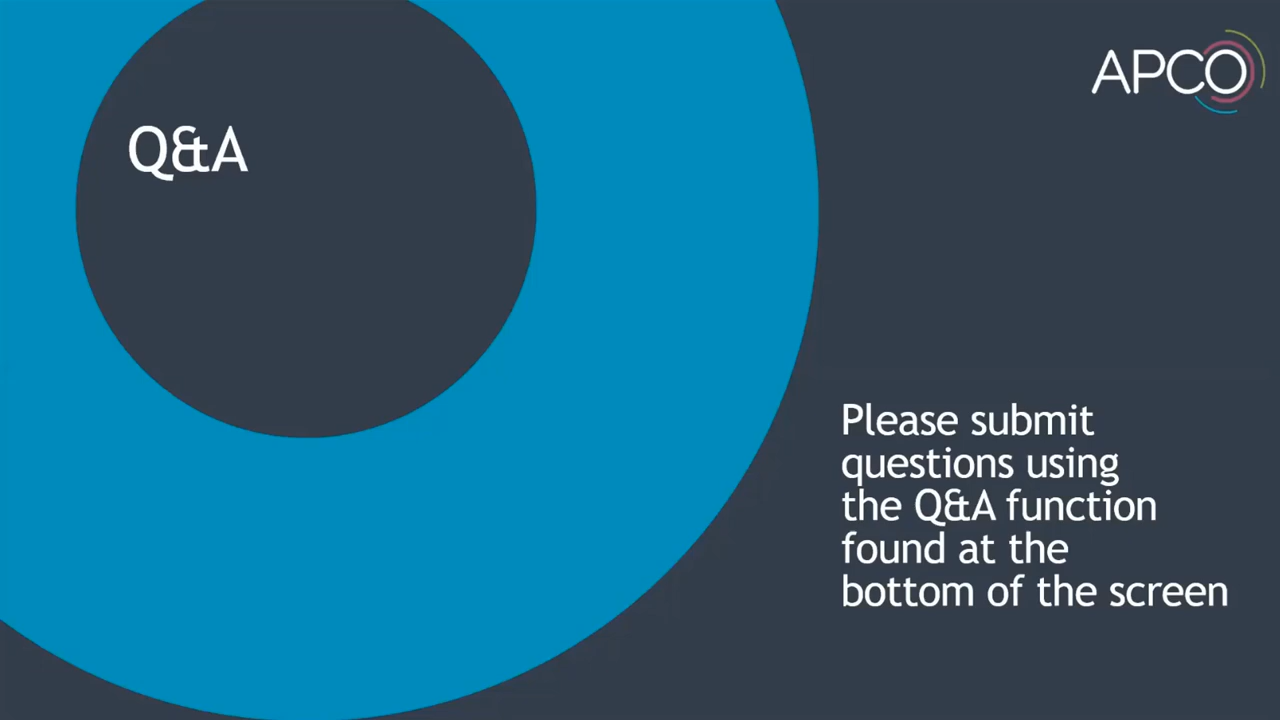 APCO
Q&A
Please submit
questions using
the Q&A function
found at the
bottom of the screen